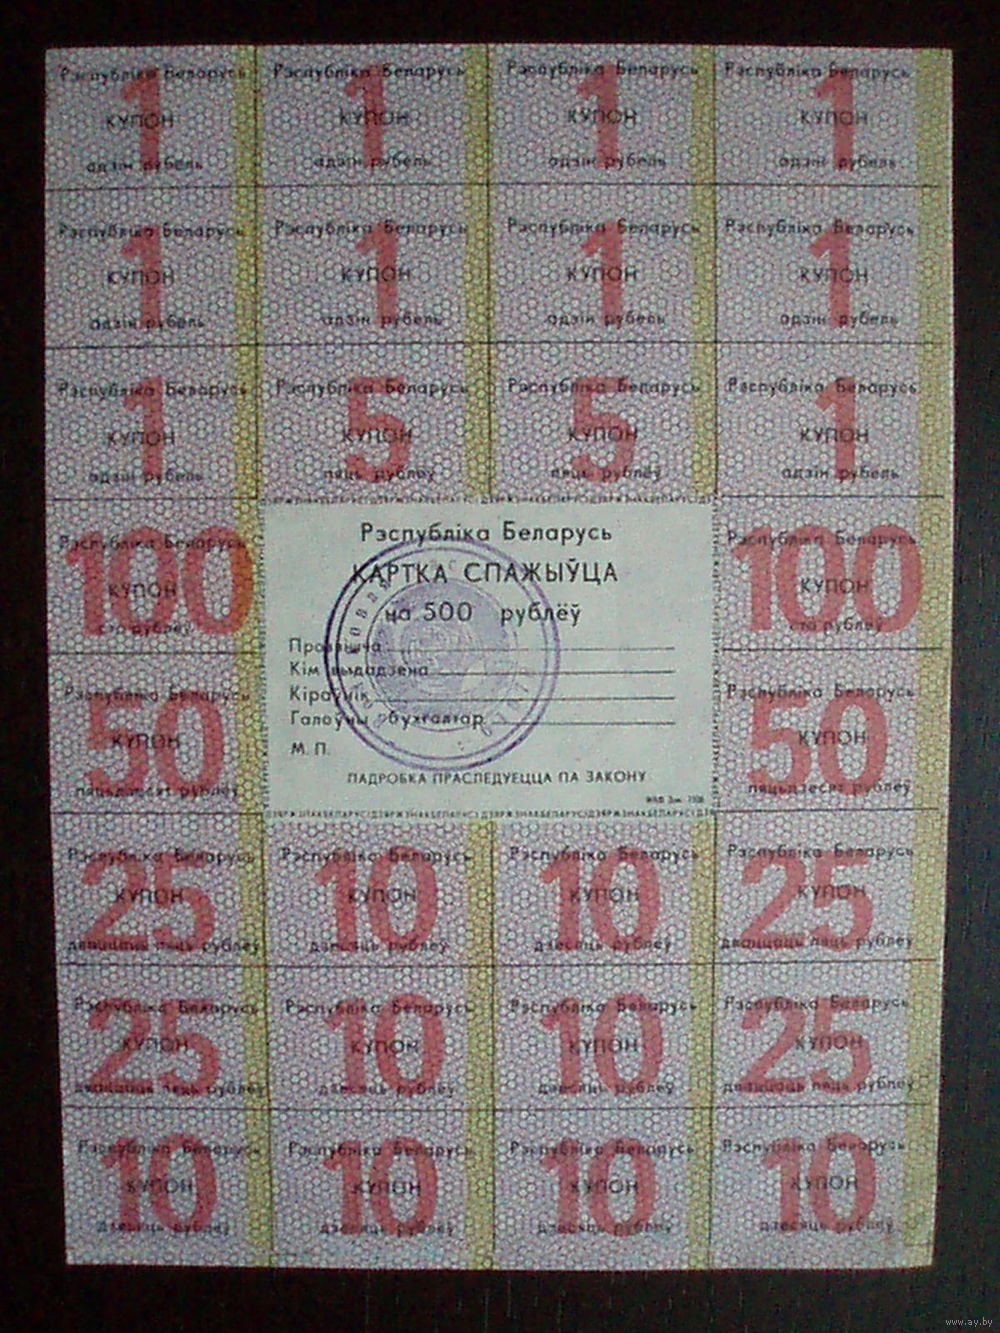 Рэспубліка Беларусь Рэспубліка Беларусь Рэспубліка Беларусь Рэспубліка Беларусь
1 1 1 1
КУПОН КУПОН КУПОН КУПОН
адзін рубель адзін рубель адзін рубель адзін рубель
Рэспубліка Беларусь Рэспубліка Беларусь Рэспубліка Беларусь Рэспубліка Беларусь
1 1 1 1
КУПОН КУПОН КУПОН КУПОН
адзін рубель адзін рубель адзін рубель адзін рубель
Рэспубліка Беларусь Рэспубліка Беларусь Рэспубліка Беларусь Рэспубліка Беларусь
1 5 5 1
КУПОН КУПОН КУПОН КУПОН
адзін рубель пяць рублёў пяць рублёў адзін рубель
Рэспубліка Беларусь Рэспубліка Беларусь
100 100
КУПОН КУПОН
сто рублёў сто рублёў
Рэспубліка Беларусь
КАРТКА СПАЖЫЎЦА
на 500 рублёў
Прозвішча
Кім выдадзена
Кіраўнік
Галоўны бухгалтар
М. П.
ПАДРОБКА ПРАСЛЕДУЕЦЦА ПА ЗАКОНУ
Рэспубліка Беларусь Рэспубліка Беларусь
50 50
КУПОН КУПОН
пяцьдзесят рублёў пяцьдзесят рублёў
Рэспубліка Беларусь Рэспубліка Беларусь Рэспубліка Беларусь Рэспубліка Беларусь
25 10 10 25
КУПОН КУПОН КУПОН КУПОН
дваццаць пяць рублёў дзесяць рублёў дзесяць рублёў дваццаць пяць рублёў
Рэспубліка Беларусь Рэспубліка Беларусь Рэспубліка Беларусь Рэспубліка Беларусь
25 10 10 25
КУПОН КУПОН КУПОН КУПОН
дваццаць пяць рублёў дзесяць рублёў дзесяць рублёў дваццаць пяць рублёў
Рэспубліка Беларусь Рэспубліка Беларусь Рэспубліка Беларусь Рэспубліка Беларусь
10 10 10 10
КУПОН КУПОН КУПОН КУПОН
дзесяць рублёў дзесяць рублёў дзесяць рублёў дзесяць рублёў
www.ay.by